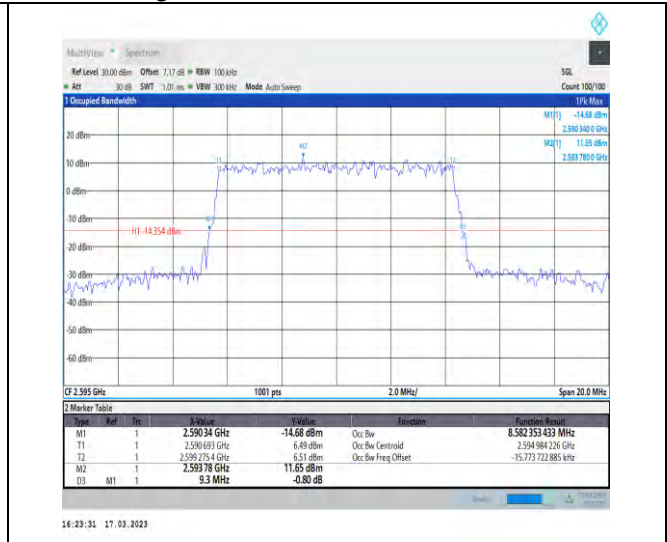 MultiView Spectrum
Ref Level 30.00 dBm Offset 7.17 dB RBW 100 kHz SGL
Att 30 dB SWT 1.01 ms VBW 300 kHz Mode Auto Sweep Count 100/100
1 Occupied Bandwidth 1Pk Max
M1[1] -14.68 dBm
2.590 340 0 GHz
M2[1] 11.65 dBm
2.593 780 0 GHz
20 dBm
M2
10 dBm
T1
0 dBm
-10 dBm
H1 -14.354 dBm
-20 dBm
-30 dBm
-40 dBm
-50 dBm
-60 dBm
CF 2.595 GHz 1001 pts 2.0 MHz/ Span 20.0 MHz
2 Marker Table
Type Ref Trc X-Value Y-Value Function Function Result
M1 1 2.59034 GHz -14.68 dBm Occ Bw 8.582 353 433 MHz
T1 1 2.590 693 GHz 6.49 dBm Occ Bw Centroid 2.594 984 226 GHz
T2 1 2.599 275 4 GHz 6.51 dBm Occ Bw Freq Offset -15.773 722 885 kHz
M2 1 2.59378 GHz 11.65 dBm
D3 M1 1 9.3 MHz -0.80 dB
16:23:31 17.03.2023